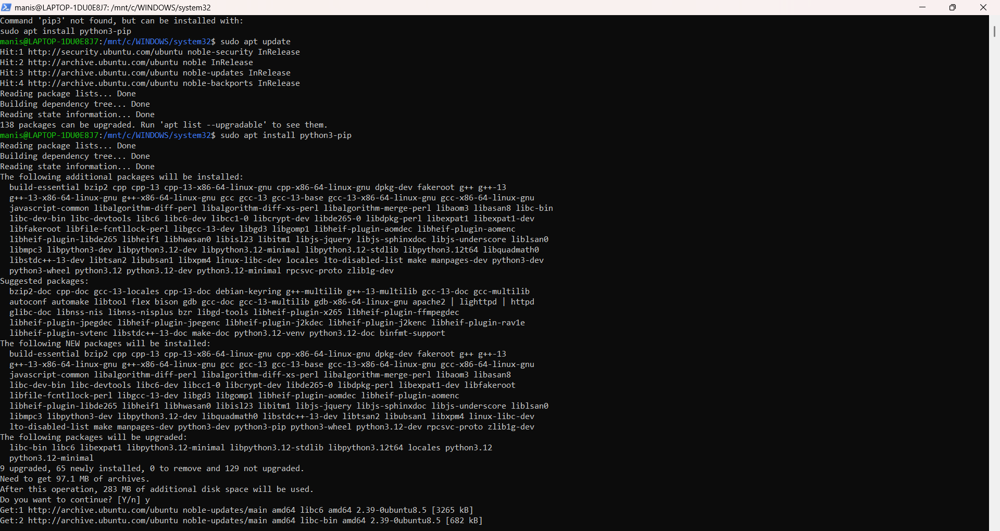 manis@LAPTOP-1DU0E8J7: /mnt/c/WINDOWS/system32
Command 'pip3' not found, but can be installed with:
sudo apt install python3-pip
manis@LAPTOP-1DU0E8J7:/mnt/c/WINDOWS/system32$ sudo apt update
Hit:1 http://security.ubuntu.com/ubuntu noble-security InRelease
Hit:2 http://archive.ubuntu.com/ubuntu noble InRelease
Hit:3 http://archive.ubuntu.com/ubuntu noble-updates InRelease
Hit:4 http://archive.ubuntu.com/ubuntu noble-backports InRelease
Reading package lists... Done
Building dependency tree... Done
Reading state information... Done
138 packages can be upgraded. Run 'apt list --upgradable' to see them.
manis@LAPTOP-1DU0E8J7:/mnt/c/WINDOWS/system32$ sudo apt install python3-pip
Reading package lists... Done
Building dependency tree... Done
Reading state information... Done
The following additional packages will be installed:
  build-essential bzip2 cpp cpp-13 cpp-13-x86-64-linux-gnu cpp-x86-64-linux-gnu dpkg-dev fakeroot g++ g++-13
  g++-13-x86-64-linux-gnu g++-x86-64-linux-gnu gcc gcc-13 gcc-13-base gcc-13-x86-64-linux-gnu gcc-x86-64-linux-gnu
  javascript-common libalgorithm-diff-perl libalgorithm-diff-xs-perl libalgorithm-merge-perl libaom3 libasan8 libc-bin
  libc-dev-bin libc-devtools libc6 libc6-dev libcc1-0 libcrypt-dev libde265-0 libdpkg-perl libexpat1 libexpat1-dev
  libfakeroot libfile-fcntllock-perl libgcc-13-dev libgd3 libgomp1 libheif-plugin-aomdec libheif-plugin-aomenc
  libheif-plugin-libde265 libheif1 libhwasan0 libisl23 libitm1 libjs-jquery libjs-sphinxdoc libjs-underscore liblsan0
  libmpc3 libpython3-dev libpython3.12-dev libpython3.12-minimal libpython3.12-stdlib libpython3.12t64 libquadmath0
  libstdc++-13-dev libtsan2 libubsan1 libxpm4 linux-libc-dev locales lto-disabled-list make manpages-dev python3-dev
  python3-wheel python3.12 python3.12-dev python3.12-minimal rpcsvc-proto zlib1g-dev
Suggested packages:
  bzip2-doc cpp-doc gcc-13-locales cpp-13-doc debian-keyring g++-multilib g++-13-multilib gcc-13-doc gcc-multilib
  autoconf automake libtool flex bison gdb gcc-doc gcc-13-multilib gdb-x86-64-linux-gnu apache2 | lighttpd | httpd
  glibc-doc libnss-nis libnss-nisplus bzr libgd-tools libheif-plugin-x265 libheif-plugin-ffmpegdec
  libheif-plugin-jpegdec libheif-plugin-jpegenc libheif-plugin-j2kdec libheif-plugin-j2kenc libheif-plugin-rav1e
  libheif-plugin-svtenc libstdc++-13-doc make-doc python3.12-venv python3.12-doc binfmt-support
The following NEW packages will be installed:
  build-essential bzip2 cpp cpp-13 cpp-13-x86-64-linux-gnu cpp-x86-64-linux-gnu dpkg-dev fakeroot g++ g++-13
  g++-13-x86-64-linux-gnu g++-x86-64-linux-gnu gcc gcc-13 gcc-13-base gcc-13-x86-64-linux-gnu gcc-x86-64-linux-gnu
  javascript-common libalgorithm-diff-perl libalgorithm-diff-xs-perl libalgorithm-merge-perl libaom3 libasan8
  libc-dev-bin libc-devtools libc6-dev libcc1-0 libcrypt-dev libde265-0 libdpkg-perl libexpat1-dev libfakeroot
  libfile-fcntllock-perl libgcc-13-dev libgd3 libgomp1 libheif-plugin-aomdec libheif-plugin-aomenc
  libheif-plugin-libde265 libheif1 libhwasan0 libisl23 libitm1 libjs-jquery libjs-sphinxdoc libjs-underscore liblsan0
  libmpc3 libpython3-dev libpython3.12-dev libquadmath0 libstdc++-13-dev libtsan2 libubsan1 libxpm4 linux-libc-dev
  lto-disabled-list make manpages-dev python3-dev python3-pip python3-wheel python3.12-dev rpcsvc-proto zlib1g-dev
The following packages will be upgraded:
  libc-bin libc6 libexpat1 libpython3.12-minimal libpython3.12-stdlib libpython3.12t64 locales python3.12
  python3.12-minimal
9 upgraded, 65 newly installed, 0 to remove and 129 not upgraded.
Need to get 97.1 MB of archives.
After this operation, 283 MB of additional disk space will be used.
Do you want to continue? [Y/n] y
Get:1 http://archive.ubuntu.com/ubuntu noble-updates/main amd64 libc6 amd64 2.39-0ubuntu8.5 [3265 kB]
Get:2 http://archive.ubuntu.com/ubuntu noble-updates/main amd64 libc-bin amd64 2.39-0ubuntu8.5 [682 kB]